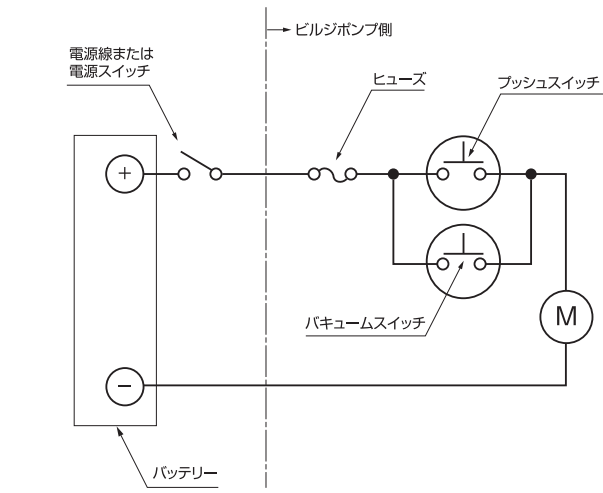 ビルジポンプ側
電源線または
電源スイッチ
ヒューズ
プッシュスイッチ
+
バキュームスイッチ
M
−
バッテリー